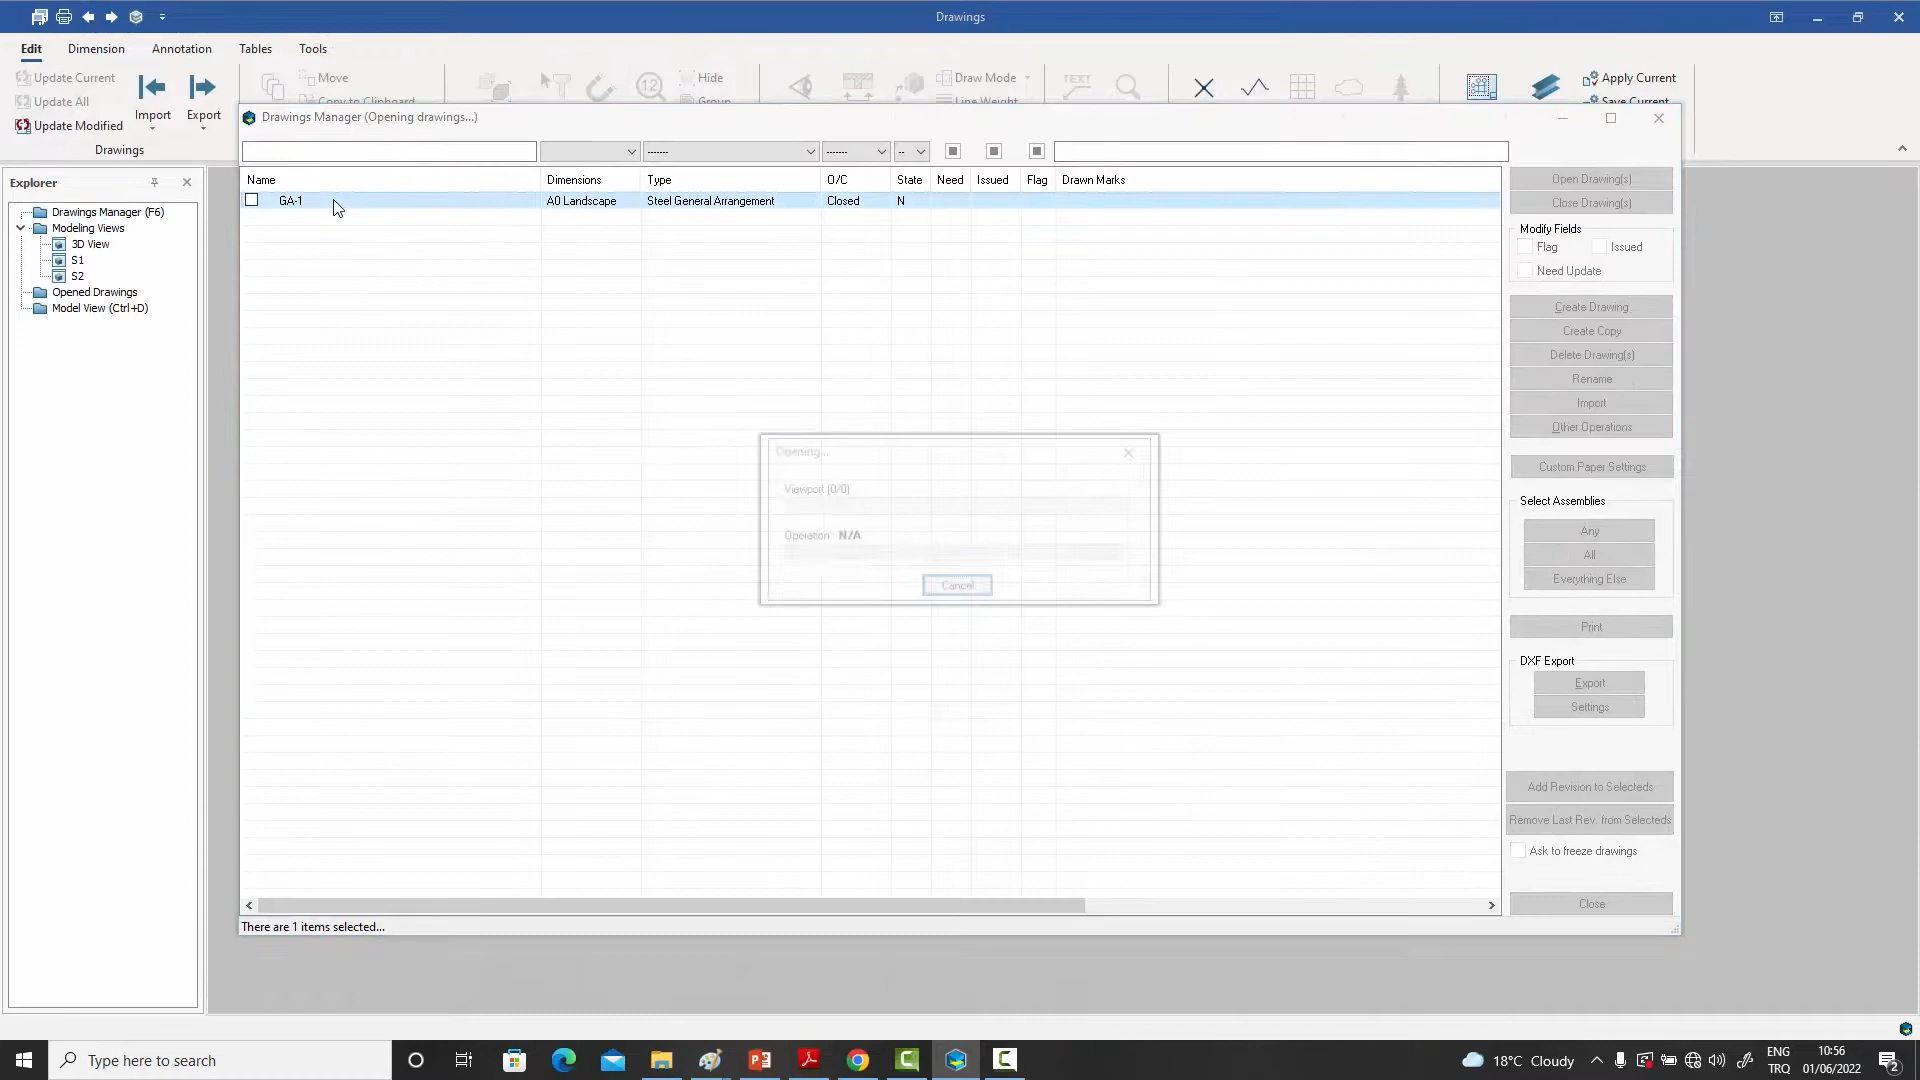 Drawings
Edit
Dimension
Annotation
Tables
Tools
Update Current
Update All
Update Modified
Import
Export
Drawings
Move
Copy to Clipboard
Hide
Group
Draw Mode
Line Weight
TEXT
Apply Current
Save Current
Explorer
Drawings Manager (F6)
Modeling Views
3D View
S1
S2
Opened Drawings
Model View (Ctrl+D)
Drawings Manager (Opening drawings...)
-------
-------
--
Name
Dimensions
Type
O/C
State
Need
Issued
Flag
Drawn Marks
GA-1
A0 Landscape
Steel General Arrangement
Closed
N
Opening...
Viewport (0/0)
Operation: N/A
Cancel
Open Drawing(s)
Close Drawing(s)
Modify Fields
Flag
Issued
Need Update
Create Drawing
Create Copy
Delete Drawing(s)
Rename
Import
Other Operations
Custom Paper Settings
Select Assemblies
Any
All
Everything Else
Print
DXF Export
Export
Settings
Add Revision to Selecteds
Remove Last Rev. from Selecteds
Ask to freeze drawings
Close
There are 1 items selected...
Type here to search
18°C Cloudy
ENG
TRQ
10:56
01/06/2022
2